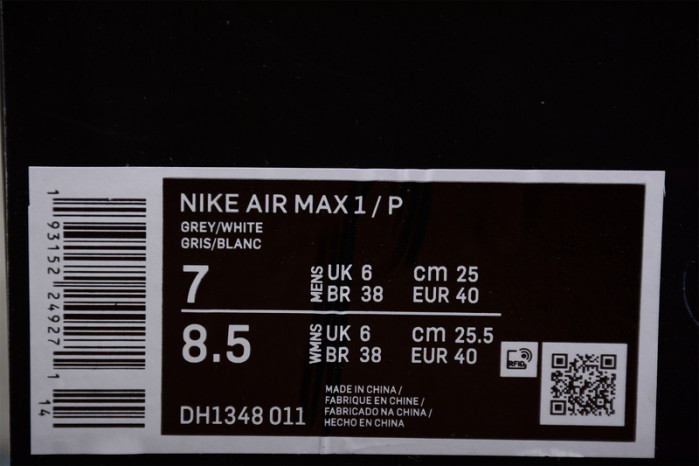 NIKE AIR MAX 1 / P
GREY/WHITE
GRIS/BLANC
7 MENS UK 6 cm 25
BR 38 EUR 40
8.5 WMNS UK 6 cm 25.5
BR 38 EUR 40
RFID
MADE IN CHINA /
FABRIQUE EN CHINE /
FABRICADO NA CHINA /
HECHO EN CHINA
DH1348 011
1 93152 24927 1 14